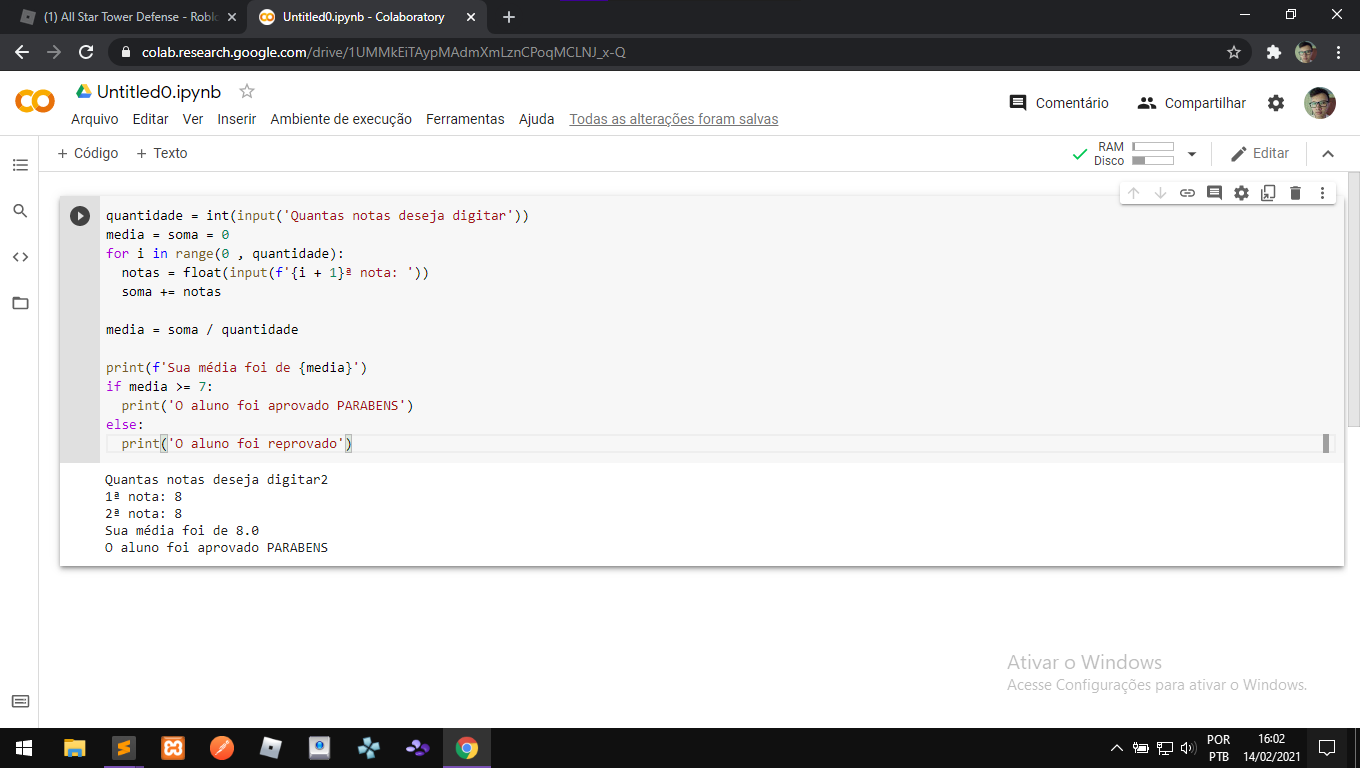 (1) All Star Tower Defense - Roblo
Untitled0.ipynb - Colaboratory
colab.research.google.com/drive/1UMMkEiTAypMAdmXmLznCPoqMCLNJ_x-Q
Untitled0.ipynb
Comentário Compartilhar
Arquivo Editar Ver Inserir Ambiente de execução Ferramentas Ajuda Todas as alterações foram salvas
+ Código + Texto
RAM
Disco
Editar
quantidade = int(input('Quantas notas deseja digitar'))
media = soma = 0
for i in range(0 , quantidade):
  notas = float(input(f'{i + 1}ª nota: '))
  soma += notas
media = soma / quantidade
print(f'Sua média foi de {media}')
if media >= 7:
  print('O aluno foi aprovado PARABENS')
else:
  print('O aluno foi reprovado')
Quantas notas deseja digitar2
1ª nota: 8
2ª nota: 8
Sua média foi de 8.0
O aluno foi aprovado PARABENS
Ativar o Windows
Acesse Configurações para ativar o Windows.
POR
PTB
16:02
14/02/2021